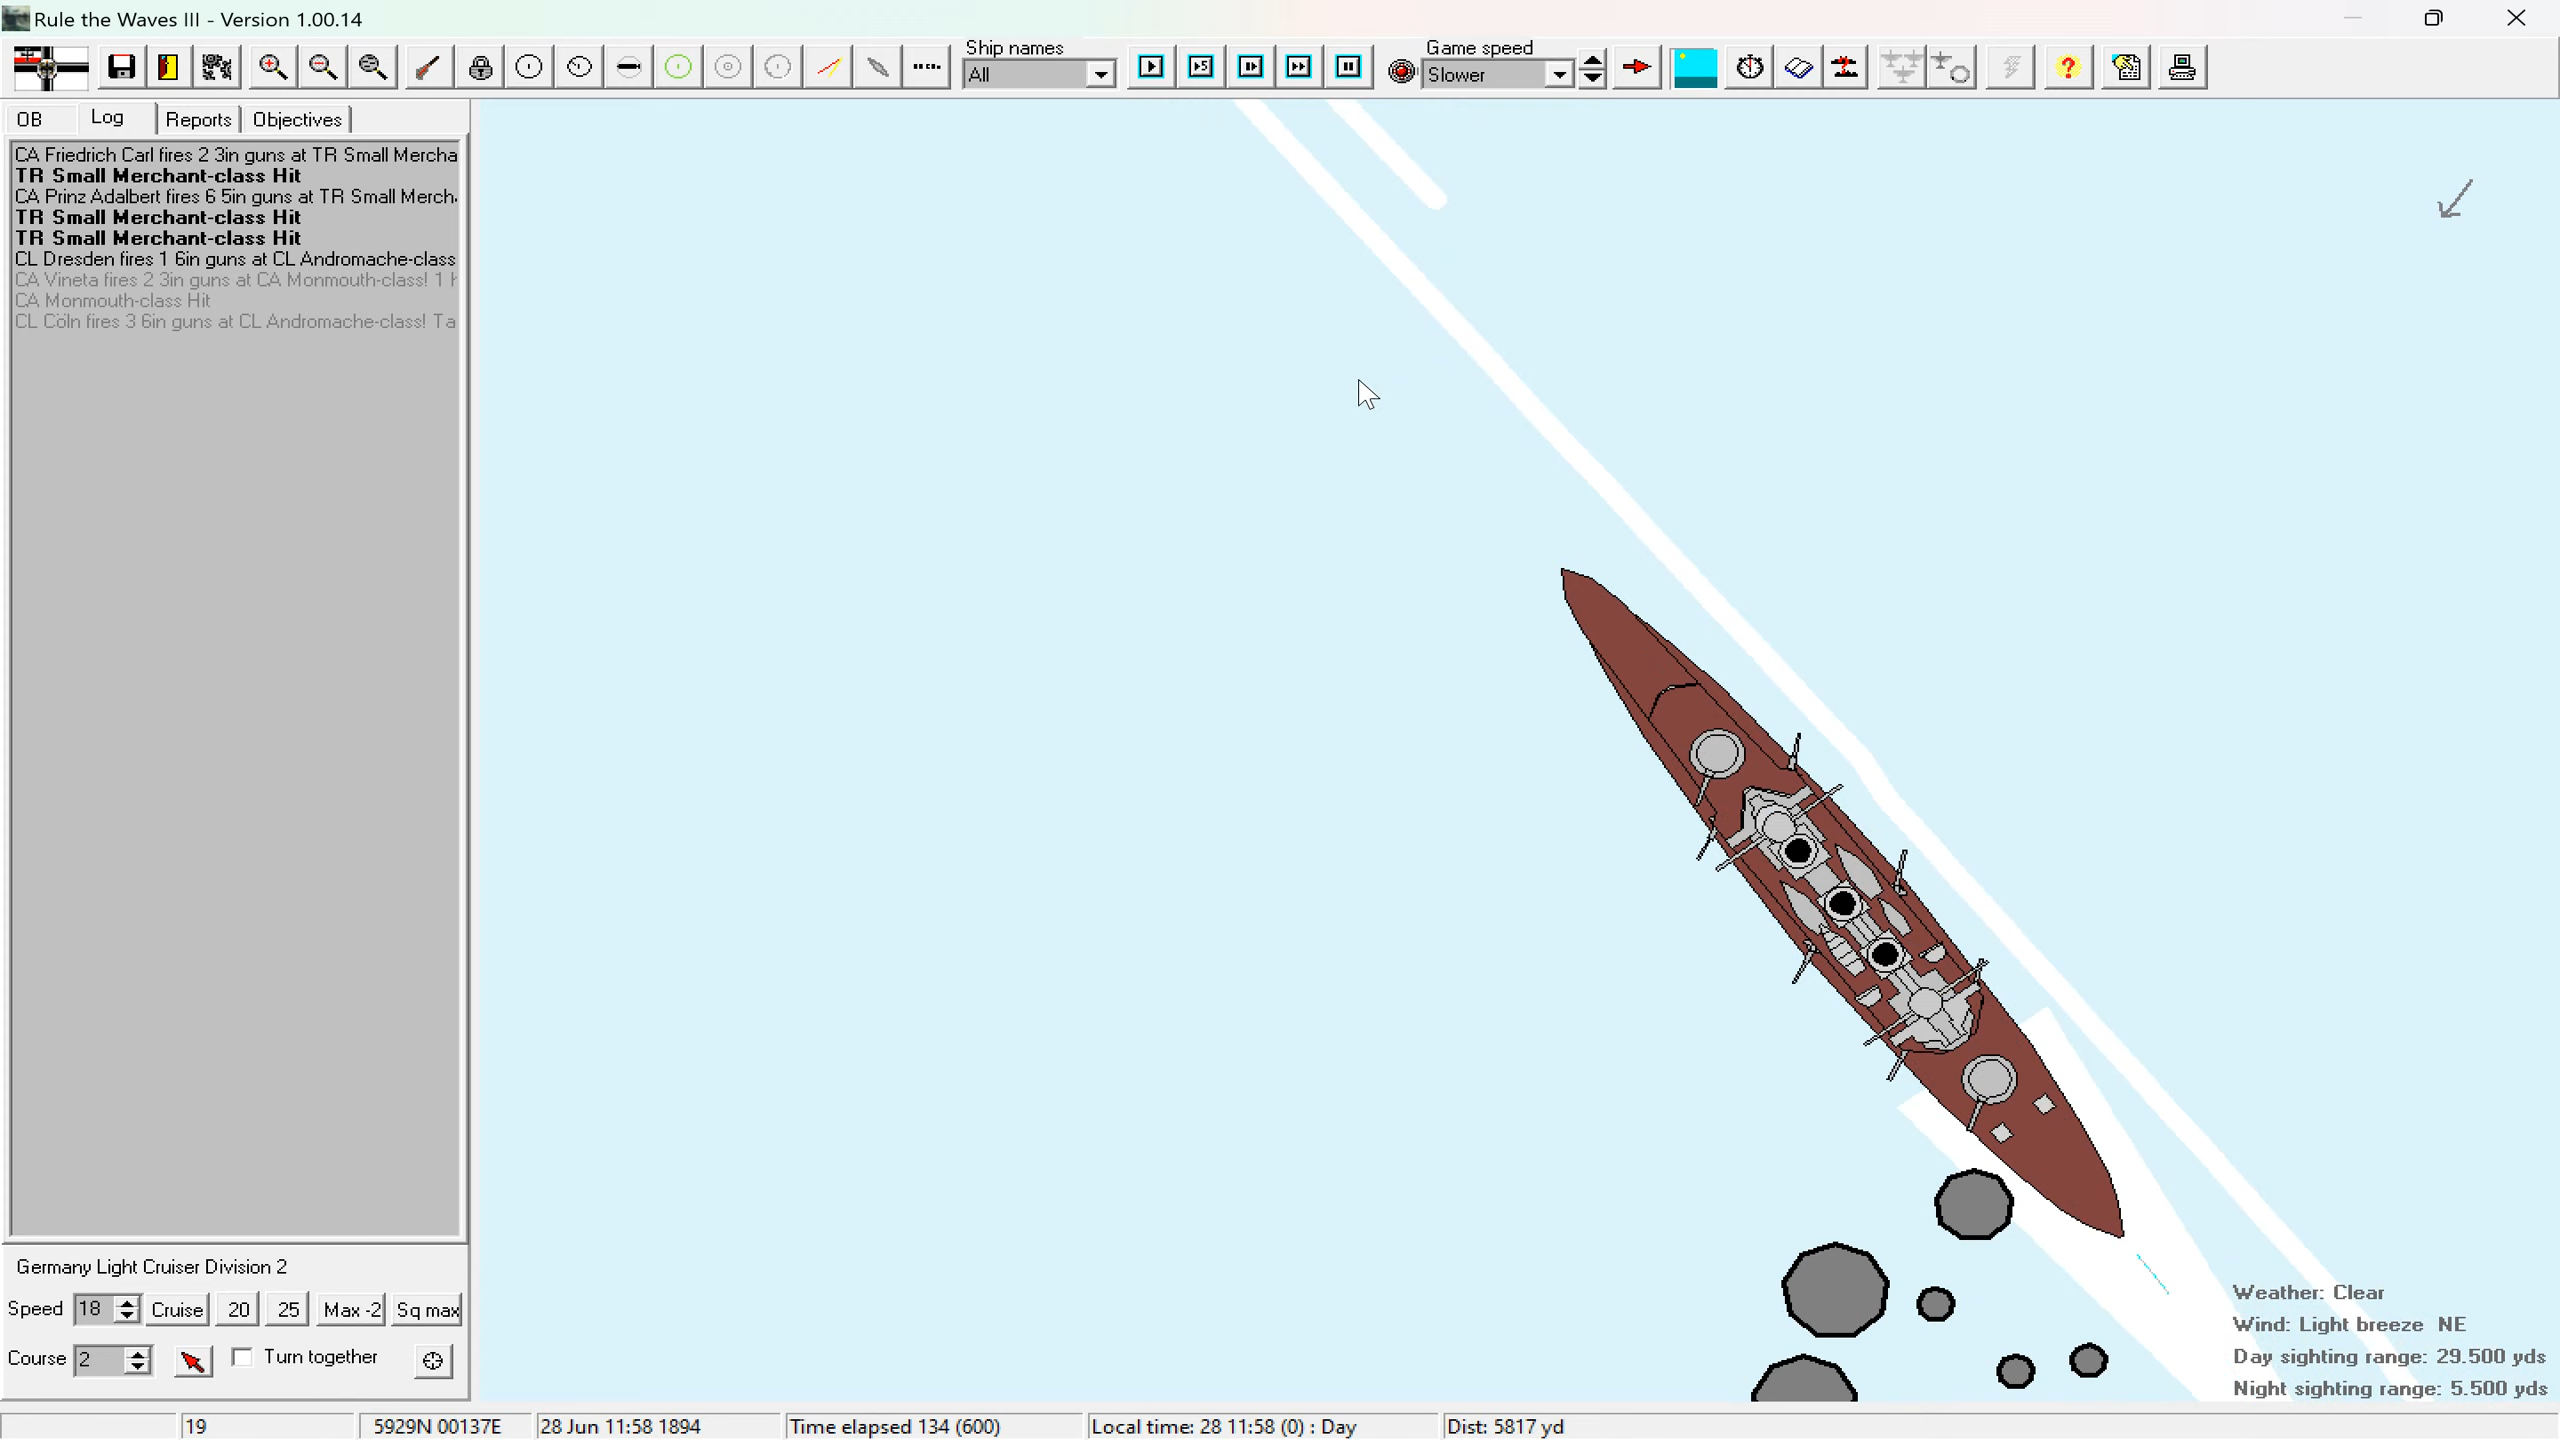 Rule the Waves III - Version 1.00.14
Ship names
All
Game speed
Slower
OB
Log
Reports
Objectives
CA Friedrich Carl fires 2 3in guns at TR Small Mercha
TR Small Merchant-class Hit
CA Prinz Adalbert fires 6 5in guns at TR Small Merch
TR Small Merchant-class Hit
TR Small Merchant-class Hit
CL Dresden fires 1 6in guns at CL Andromache-class
CA Vineta fires 2 3in guns at CA Monmouth-class! 1 h
CA Monmouth-class Hit
CL Cöln fires 3 6in guns at CL Andromache-class! Ta
Germany Light Cruiser Division 2
Speed 18 Cruise 20 25 Max -2 Sq max
Course 2 Turn together
Weather: Clear
Wind: Light breeze NE
Day sighting range: 29.500 yds
Night sighting range: 5.500 yds
19 5929N 00137E 28 Jun 11:58 1894 Time elapsed 134 (600) Local time: 28 11:58 (0) : Day Dist: 5817 yd